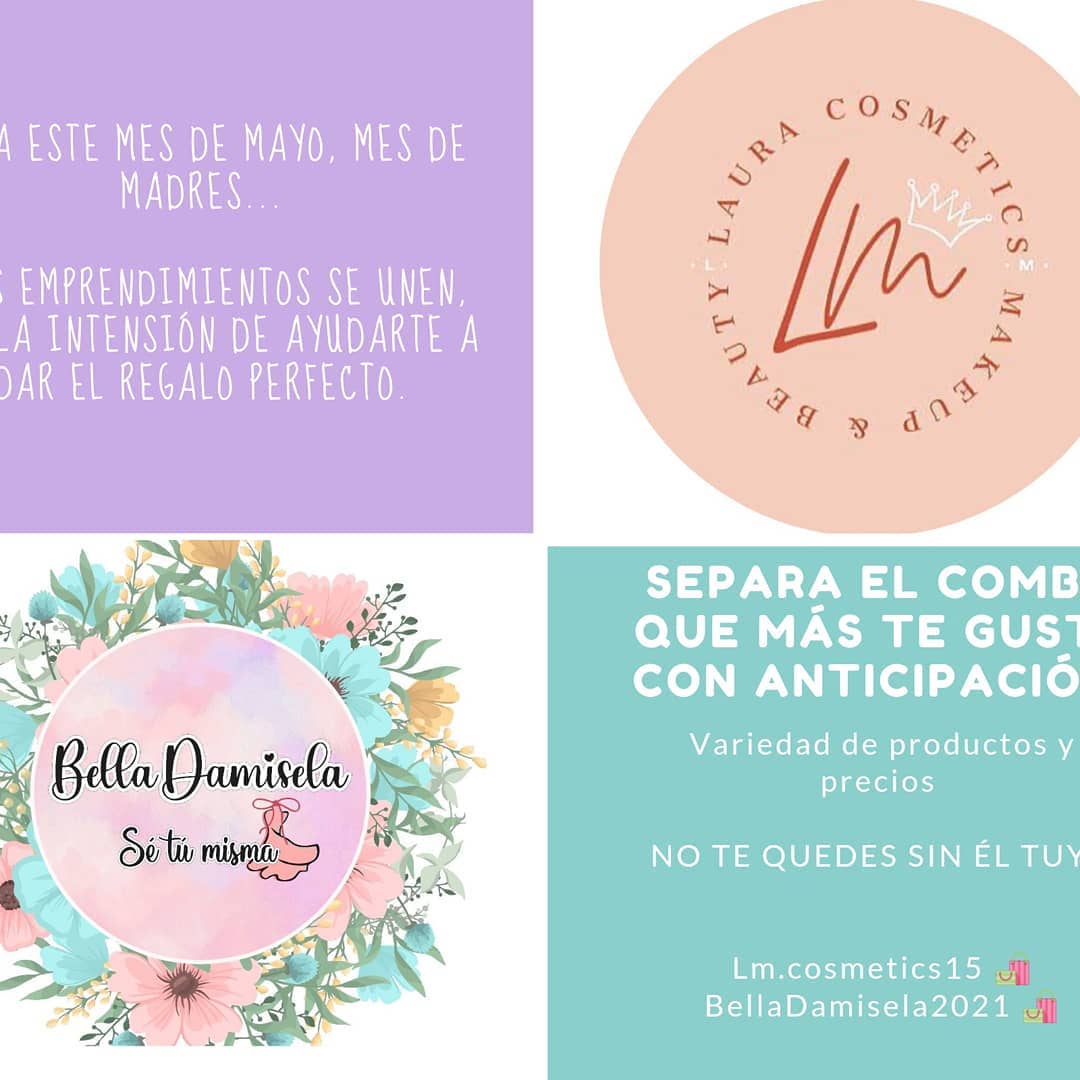 A ESTE MES DE MAYO, MES DE
MADRES...
S EMPRENDIMIENTOS SE UNEN,
LA INTENSIÓN DE AYUDARTE A
DAR EL REGALO PERFECTO.
LAURA COSMETICS MAKEUP & BEAUTY
· L · · M ·
Lm
Bella Damisela
Sé tú misma
SEPARA EL COMB
QUE MÁS TE GUST
CON ANTICIPACIÓ
Variedad de productos y
precios
NO TE QUEDES SIN ÉL TUY
Lm.cosmetics15
BellaDamisela2021